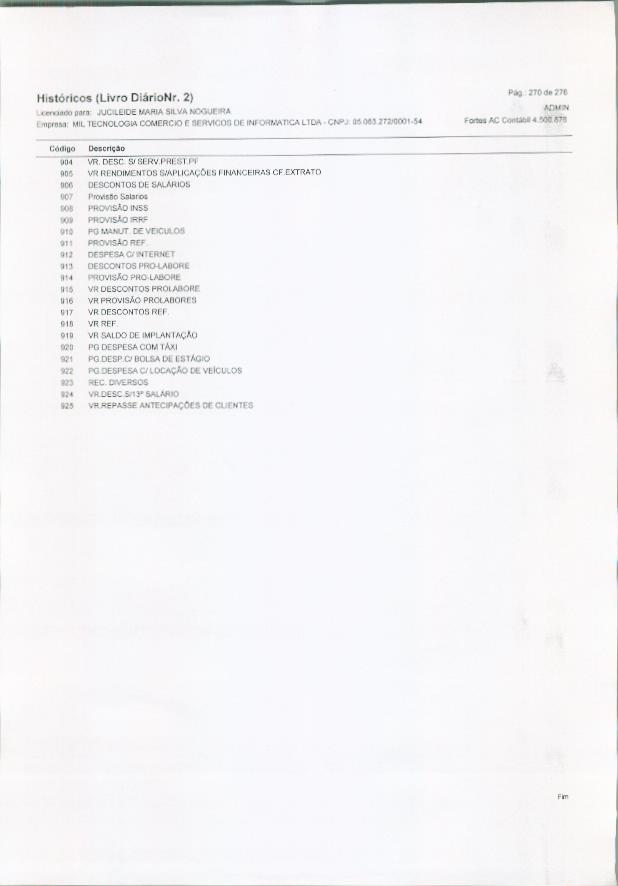 Históricos (Livro DiárioNr. 2)
Pág.: 270 de 276
Licenciado para: JUCILEIDE MARIA SILVA NOGUEIRA
ADMIN
Empresa: MIL TECNOLOGIA COMERCIO E SERVICOS DE INFORMATICA LTDA - CNPJ: 05.063.272/0001-54
Fortes AC Contábil 4.500.878
Código Descrição
904 VR. DESC. S/ SERV.PREST.PF
905 VR RENDIMENTOS S/APLICAÇÕES FINANCEIRAS CF.EXTRATO
906 DESCONTOS DE SALÁRIOS
907 Provisão Salarios
908 PROVISÃO INSS
909 PROVISÃO IRRF
910 PG MANUT. DE VEICULOS
911 PROVISÃO REF.
912 DESPESA C/ INTERNET
913 DESCONTOS PRO-LABORE
914 PROVISÃO PRO-LABORE
915 VR DESCONTOS PROLABORE
916 VR PROVISÃO PROLABORES
917 VR DESCONTOS REF.
918 VR REF.
919 VR SALDO DE IMPLANTAÇÃO
920 PG DESPESA COM TÁXI
921 PG.DESP.C/ BOLSA DE ESTÁGIO
922 PG.DESPESA C/ LOCAÇÃO DE VEÍCULOS
923 REC. DIVERSOS
924 VR.DESC.S/13º SALÁRIO
925 VR.REPASSE ANTECIPAÇÕES DE CLIENTES
Fim